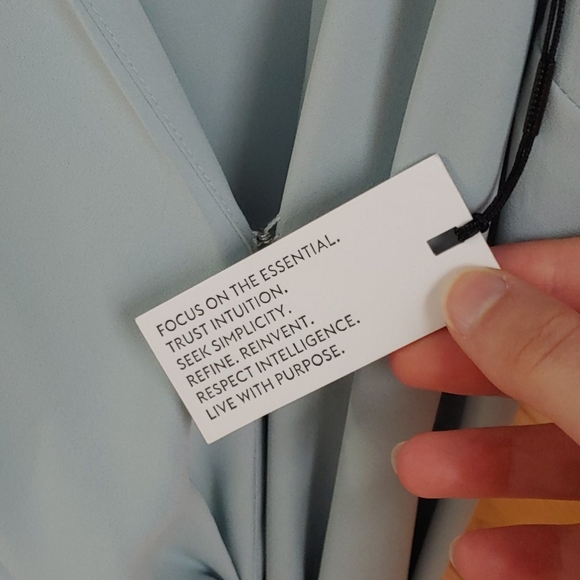 FOCUS ON THE ESSENTIAL.
TRUST INTUITION.
SEEK SIMPLICITY.
REFINE. REINVENT.
RESPECT INTELLIGENCE.
LIVE WITH PURPOSE.